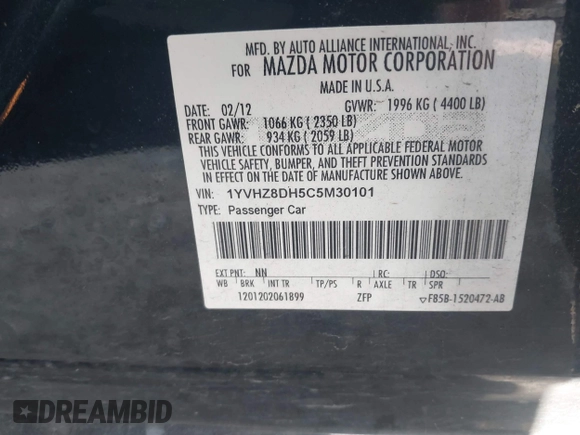 MFD. BY AUTO ALLIANCE INTERNATIONAL, INC.
FOR MAZDA MOTOR CORPORATION
MADE IN U.S.A.
DATE: 02/12 GVWR: 1996 KG ( 4400 LB)
FRONT GAWR: 1066 KG ( 2350 LB)
REAR GAWR: 934 KG ( 2059 LB)
THIS VEHICLE CONFORMS TO ALL APPLICABLE FEDERAL MOTOR
VEHICLE SAFETY, BUMPER, AND THEFT PREVENTION STANDARDS
IN EFFECT ON THE DATE OF MANUFACTURE SHOWN ABOVE.
VIN: 1YVHZ8DH5C5M30101
TYPE: Passenger Car
EXT PNT: NN RC: DSO:
WB BRK INT TR TP/PS R AXLE TR SPR
1201202061899 ZFP ▽F85B-1520472-AB
DREAMBID